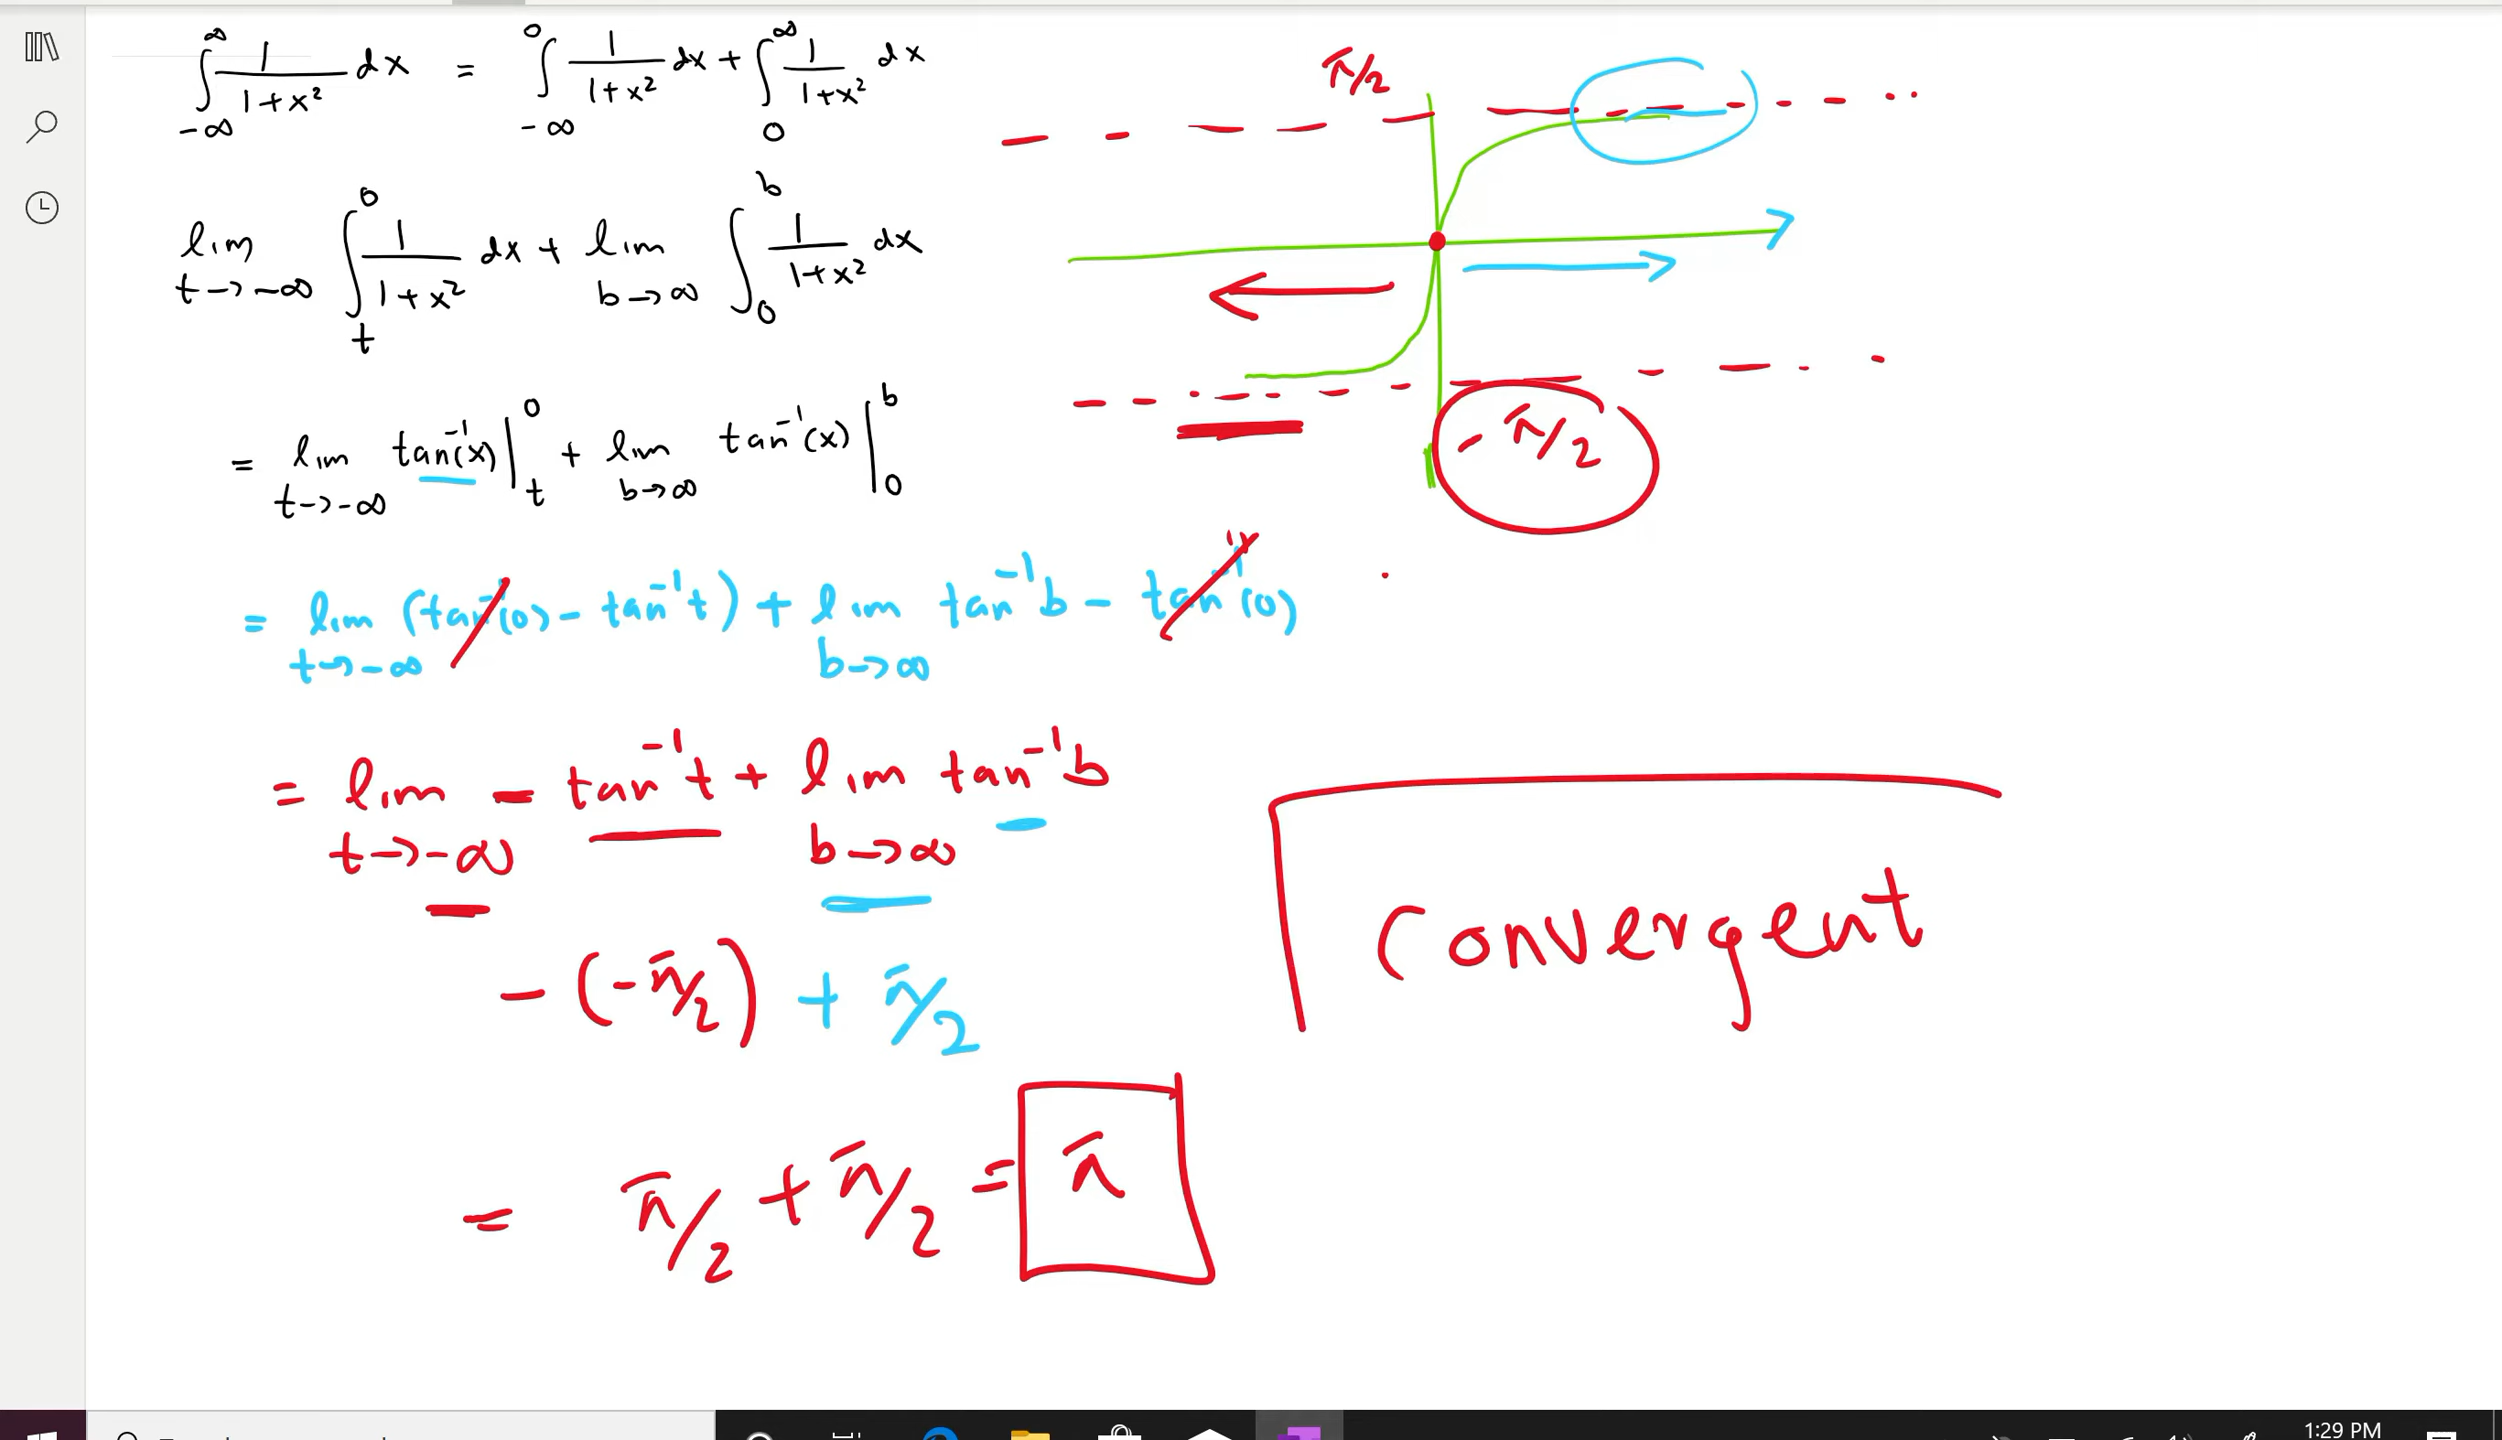 ∫_{-∞}^{∞} 1/(1+x²) dx = ∫_{-∞}^{0} 1/(1+x²) dx + ∫_{0}^{∞} 1/(1+x²) dx
π/2
lim_{t→-∞} ∫_{t}^{0} 1/(1+x²) dx + lim_{b→∞} ∫_{0}^{b} 1/(1+x²) dx
= lim_{t→-∞} tan⁻¹(x) |_{t}^{0} + lim_{b→∞} tan⁻¹(x) |_{0}^{b}
-π/2
= lim_{t→-∞} (tan⁻¹(0) - tan⁻¹t) + lim_{b→∞} tan⁻¹b - tan⁻¹(0)
= lim_{t→-∞} - tan⁻¹t + lim_{b→∞} tan⁻¹b
Convergent
- (-π/2) + π/2
= π/2 + π/2 = π
1:29 PM